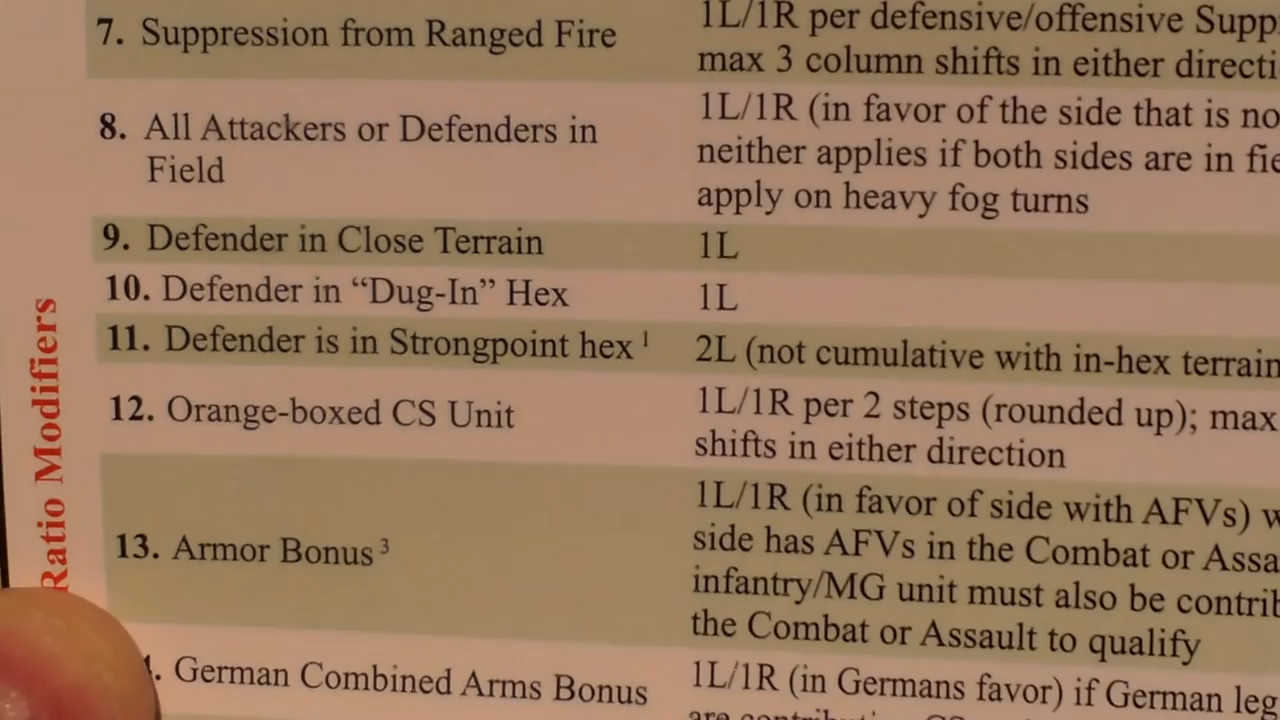 7. Suppression from Ranged Fire
1L/1R per defensive/offensive Supp
max 3 column shifts in either directi
8. All Attackers or Defenders in
Field
1L/1R (in favor of the side that is no
neither applies if both sides are in fie
apply on heavy fog turns
9. Defender in Close Terrain
1L
10. Defender in “Dug-In” Hex
1L
11. Defender is in Strongpoint hex 1
2L (not cumulative with in-hex terrain
12. Orange-boxed CS Unit
1L/1R per 2 steps (rounded up); max
shifts in either direction
13. Armor Bonus 3
1L/1R (in favor of side with AFVs) w
side has AFVs in the Combat or Assa
infantry/MG unit must also be contrib
the Combat or Assault to qualify
. German Combined Arms Bonus
1L/1R (in Germans favor) if German leg
Ratio Modifiers